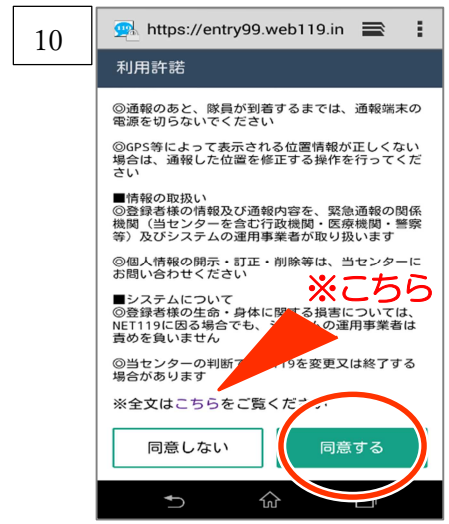 10
https://entry99.web119.in
利用許諾
◎通報のあと、隊員が到着するまでは、通報端末の
電源を切らないでください
◎GPS等によって表示される位置情報が正しくない
場合は、通報した位置を修正する操作を行ってくだ
さい
■情報の取扱い
◎登録者様の情報及び通報内容を、緊急通報の関係
機関（当センターを含む行政機関・医療機関・警察
等）及びシステムの運用事業者が取り扱います
◎個人情報の開示・訂正・削除等は、当センターに
お問い合わせください
※こちら
■システムについて
◎登録者様の生命・身体に関する損害については、
NET119に因る場合でも、 の運用事業者は
責めを負いません
◎当センターの判断で 19を変更又は終了する
場合があります
※全文はこちらをご覧ください
同意しない
同意する